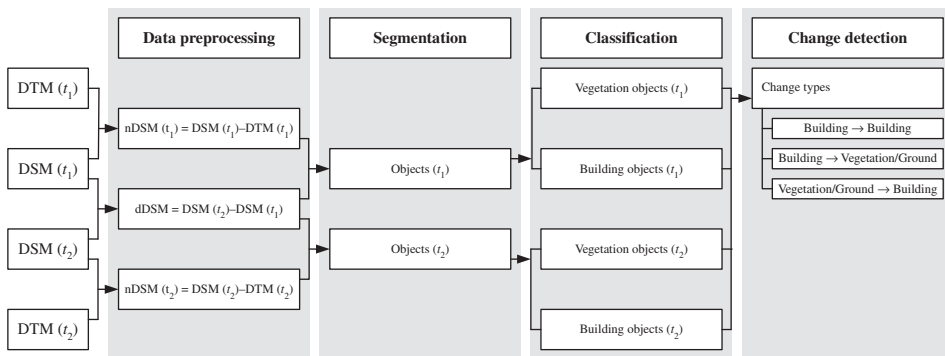 Data preprocessing
Segmentation
Classification
Change detection
DTM (t₁)
DSM (t₁)
DSM (t₂)
DTM (t₂)
nDSM (t₁) = DSM (t₁)–DTM (t₁)
dDSM = DSM (t₂)–DSM (t₁)
nDSM (t₂) = DSM (t₂)–DTM (t₂)
Objects (t₁)
Objects (t₂)
Vegetation objects (t₁)
Building objects (t₁)
Vegetation objects (t₂)
Building objects (t₂)
Change types
Building → Building
Building → Vegetation/Ground
Vegetation/Ground → Building